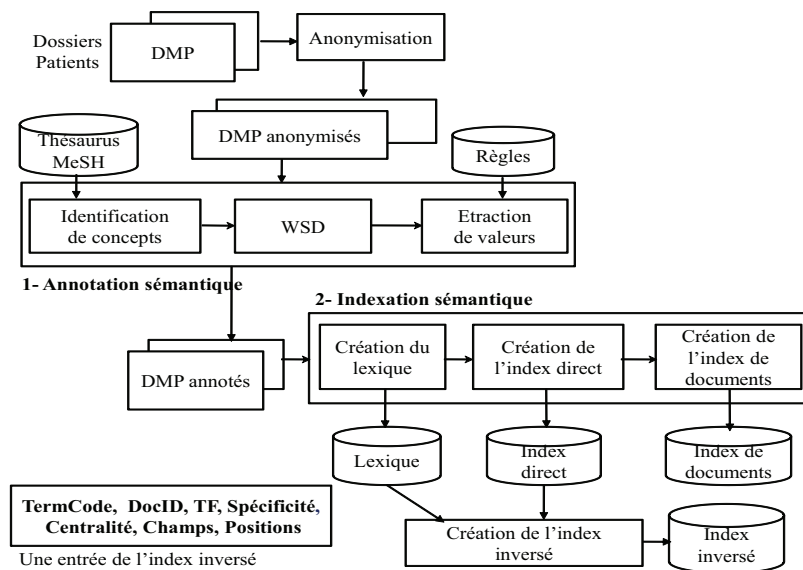 Dossiers
Patients
DMP
Anonymisation
DMP anonymisés
Thésaurus
MeSH
Règles
Identification
de concepts
WSD
Etraction
de valeurs
1- Annotation sémantique
2- Indexation sémantique
DMP annotés
Création du
lexique
Création de
l'index direct
Création de
l'index de
documents
Lexique
Index
direct
Index de
documents
TermCode, DocID, TF, Spécificité,
Centralité, Champs, Positions
Une entrée de l'index inversé
Création de l'index
inversé
Index
inversé